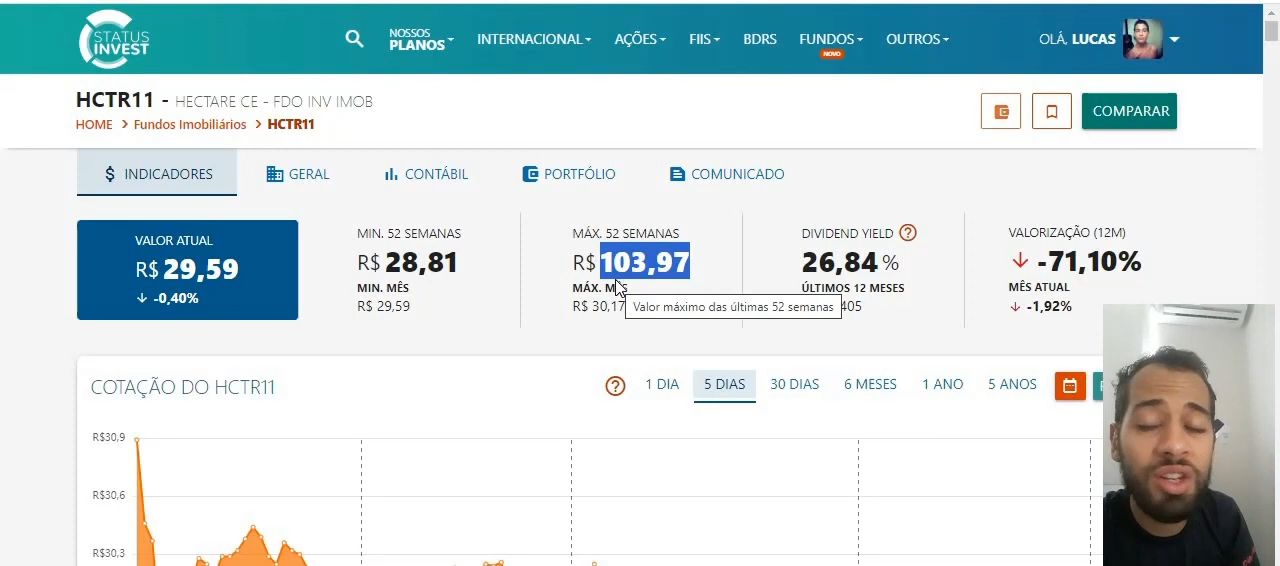 STATUS
INVEST
NOSSOS
PLANOS
INTERNACIONAL
AÇÕES
FIIS
BDRS
FUNDOS
NOVO
OUTROS
OLÁ, LUCAS
HCTR11 - HECTARE CE - FDO INV IMOB
HOME > Fundos Imobiliários > HCTR11
COMPARAR
INDICADORES
GERAL
CONTÁBIL
PORTFÓLIO
COMUNICADO
VALOR ATUAL
R$ 29,59
-0,40%
MIN. 52 SEMANAS
R$ 28,81
MIN. MÊS
R$ 29,59
MÁX. 52 SEMANAS
R$ 103,97
MÁX.
R$ 30,17
Valor máximo das últimas 52 semanas
DIVIDEND YIELD ?
26,84 %
ÚLTIMOS 12 MESES
405
VALORIZAÇÃO (12M)
-71,10%
MÊS ATUAL
-1,92%
COTAÇÃO DO HCTR11
?
1 DIA
5 DIAS
30 DIAS
6 MESES
1 ANO
5 ANOS
R$30,9
R$30,6
R$30,3